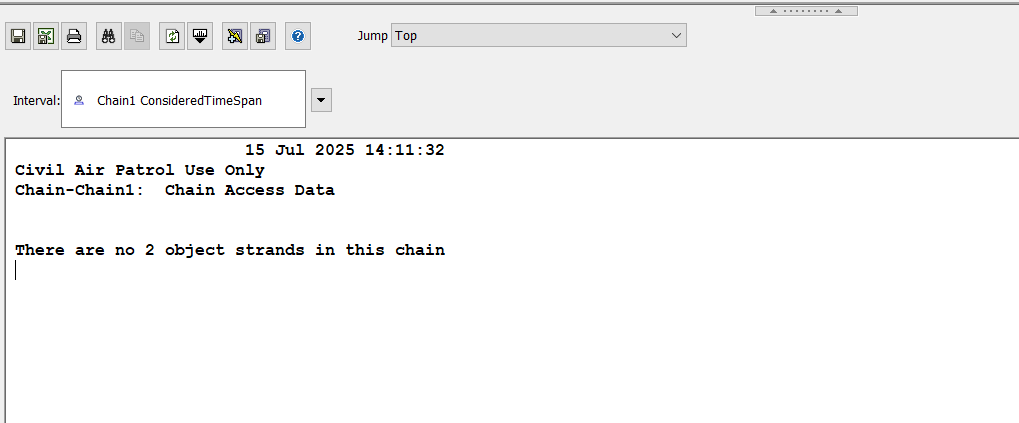 Jump Top
Interval: Chain1 ConsideredTimeSpan
15 Jul 2025 14:11:32
Civil Air Patrol Use Only
Chain-Chain1:  Chain Access Data
There are no 2 object strands in this chain